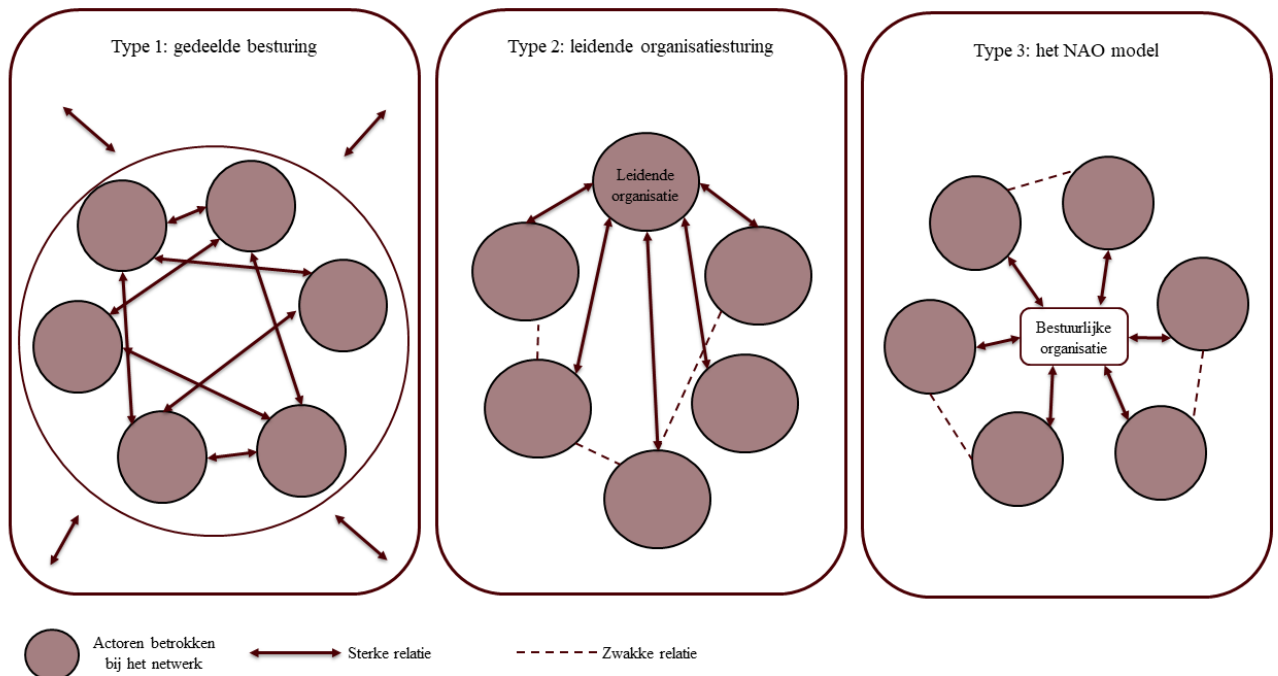 Type 1: gedeelde besturing
Type 2: leidende organisatiesturing
Type 3: het NAO model
Leidende
organisatie
Bestuurlijke
organisatie
Actoren betrokken
bij het netwerk
Sterke relatie
Zwakke relatie